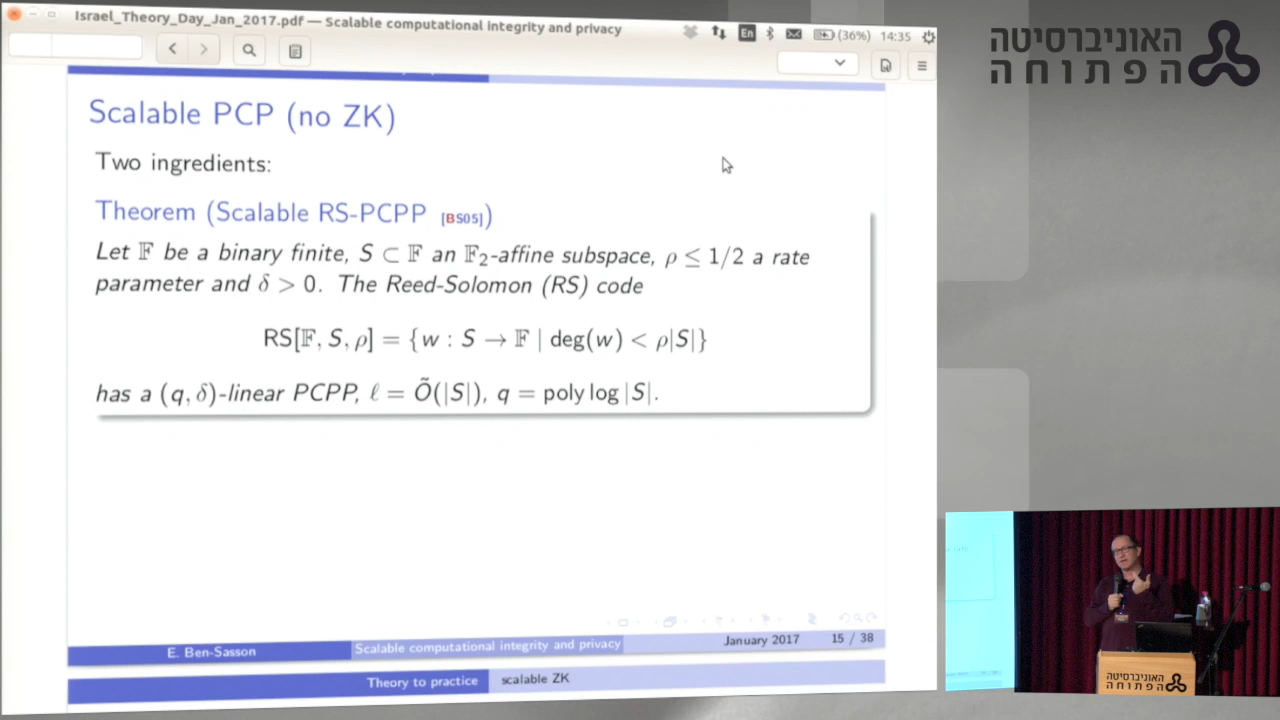 Israel_Theory_Day_Jan_2017.pdf — Scalable computational integrity and privacy
En (36%) 14:35
האוניברסיטה
הפתוחה
Scalable PCP (no ZK)
Two ingredients:
Theorem (Scalable RS-PCPP [BS05])
Let 𝔽 be a binary finite, S ⊂ 𝔽 an 𝔽₂-affine subspace, ρ ≤ 1/2 a rate
parameter and δ > 0. The Reed-Solomon (RS) code
RS[𝔽, S, ρ] = {w : S → 𝔽 | deg(w) < ρ|S|}
has a (q, δ)-linear PCPP, ℓ = Õ(|S|), q = poly log |S|.
E. Ben-Sasson Scalable computational integrity and privacy January 2017 15 / 38
Theory to practice scalable ZK
האוניברסיטה
הפתוחה